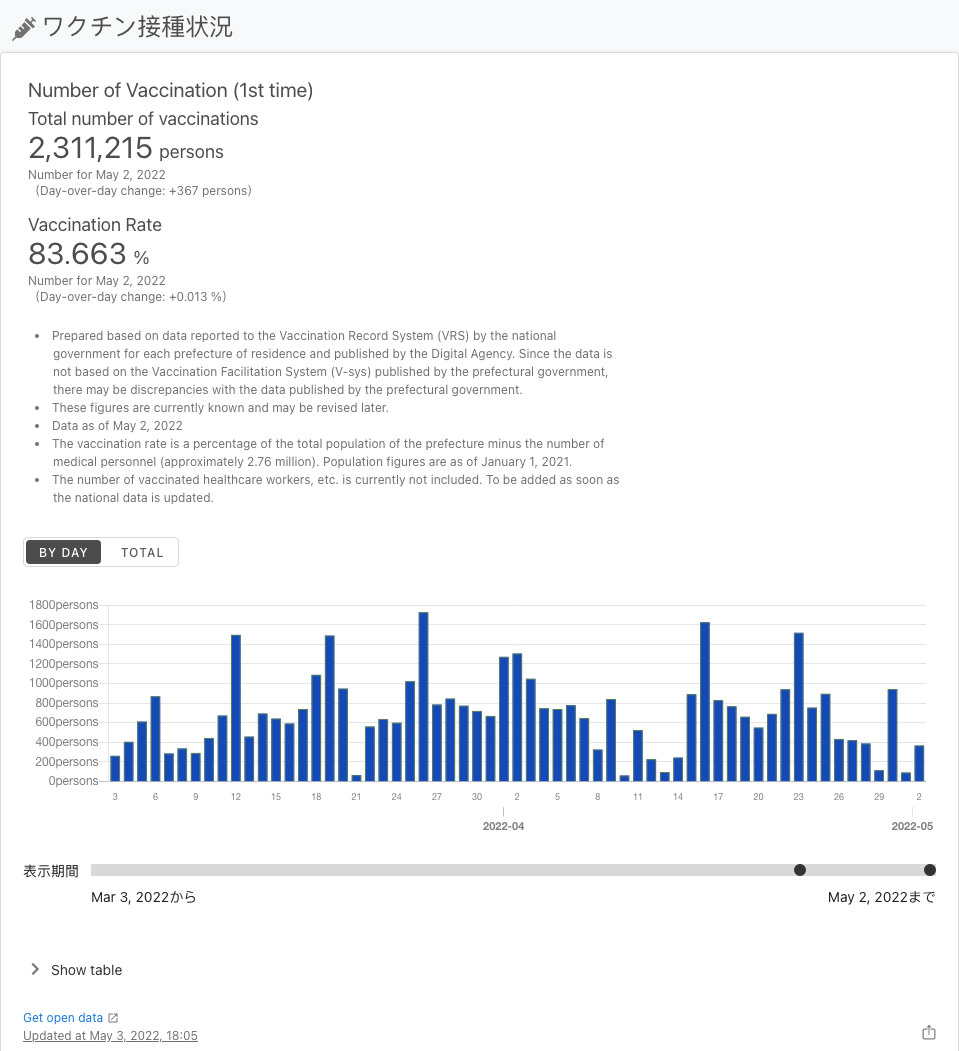 ワクチン接種状況
Number of Vaccination (1st time)
Total number of vaccinations
2,311,215 persons
Number for May 2, 2022
(Day-over-day change: +367 persons)
Vaccination Rate
83.663 %
Number for May 2, 2022
(Day-over-day change: +0.013 %)
• Prepared based on data reported to the Vaccination Record System (VRS) by the national
government for each prefecture of residence and published by the Digital Agency. Since the data is
not based on the Vaccination Facilitation System (V-sys) published by the prefectural government,
there may be discrepancies with the data published by the prefectural government.
• These figures are currently known and may be revised later.
• Data as of May 2, 2022
• The vaccination rate is a percentage of the total population of the prefecture minus the number of
medical personnel (approximately 2.76 million). Population figures are as of January 1, 2021.
• The number of vaccinated healthcare workers, etc. is currently not included. To be added as soon as
the national data is updated.
BY DAY TOTAL
1800persons
1600persons
1400persons
1200persons
1000persons
800persons
600persons
400persons
200persons
0persons
3 6 9 12 15 18 21 24 27 30 2 5 8 11 14 17 20 23 26 29 2
2022-04 2022-05
表示期間
Mar 3, 2022から May 2, 2022まで
Show table
Get open data
Updated at May 3, 2022, 18:05